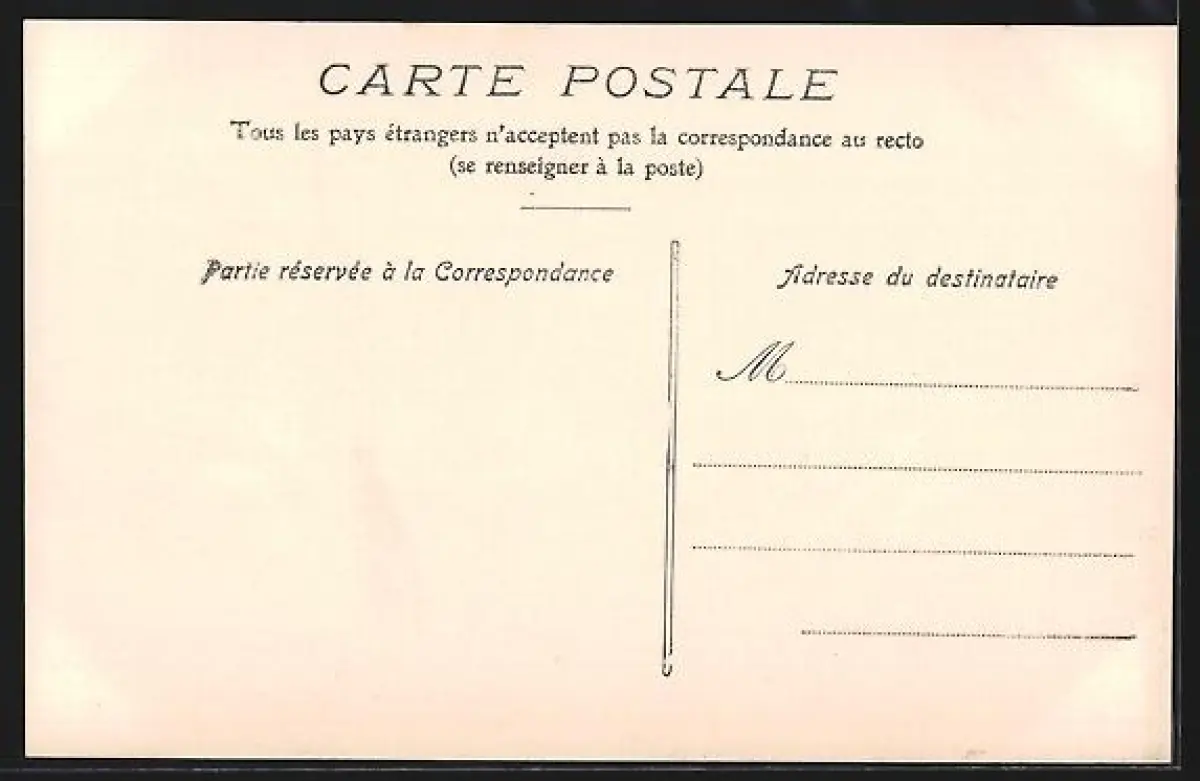 CARTE POSTALE
Tous les pays étrangers n'acceptent pas la correspondance au recto
(se renseigner à la poste)
Partie réservée à la Correspondance
Adresse du destinataire
M